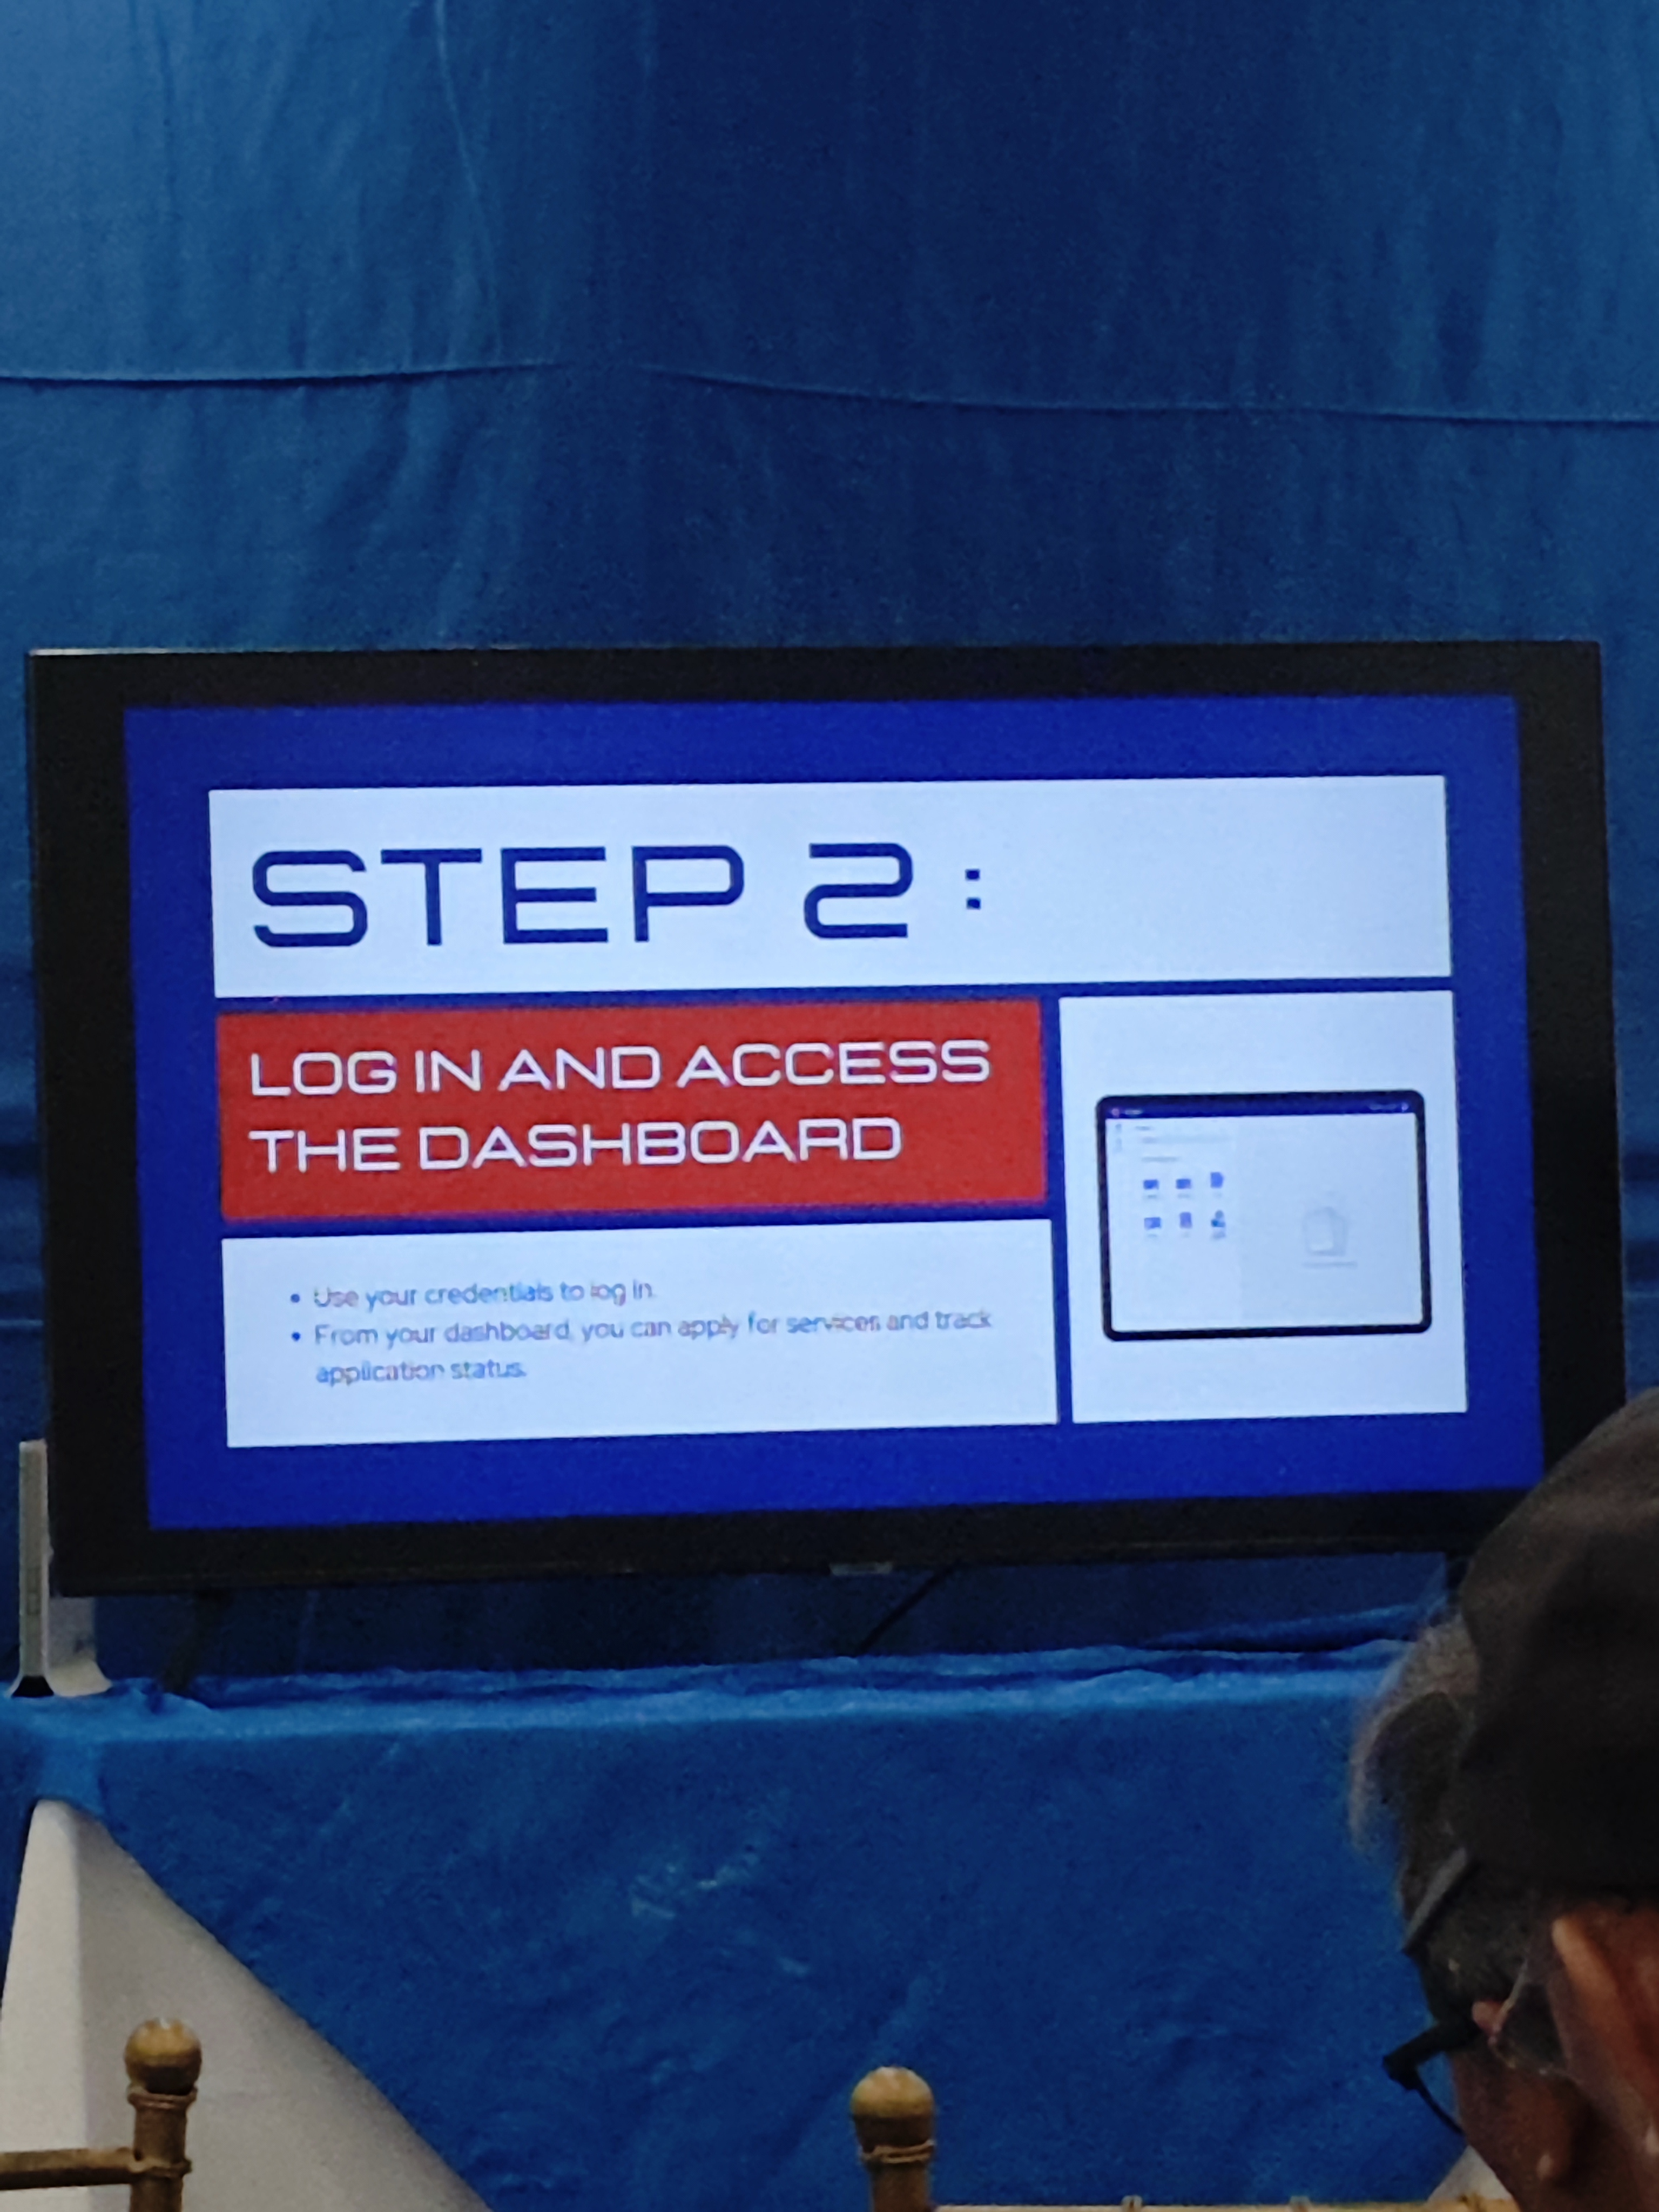 STEP 2 :
LOG IN AND ACCESS
THE DASHBOARD
• Use your credentials to log in.
• From your dashboard, you can apply for services and track
application status.